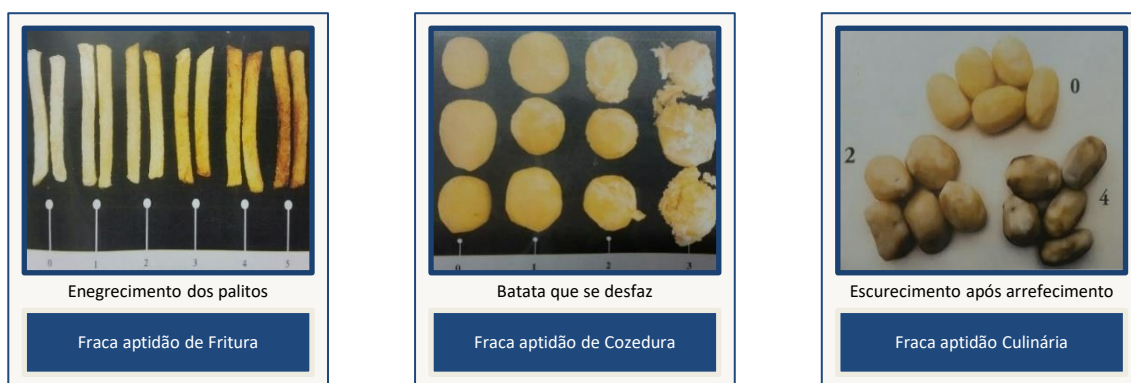 0 1 2 3 4 5
Enegrecimento dos palitos
Fraca aptidão de Fritura
0 1 2 3
Batata que se desfaz
Fraca aptidão de Cozedura
0
2
4
Escurecimento após arrefecimento
Fraca aptidão Culinária